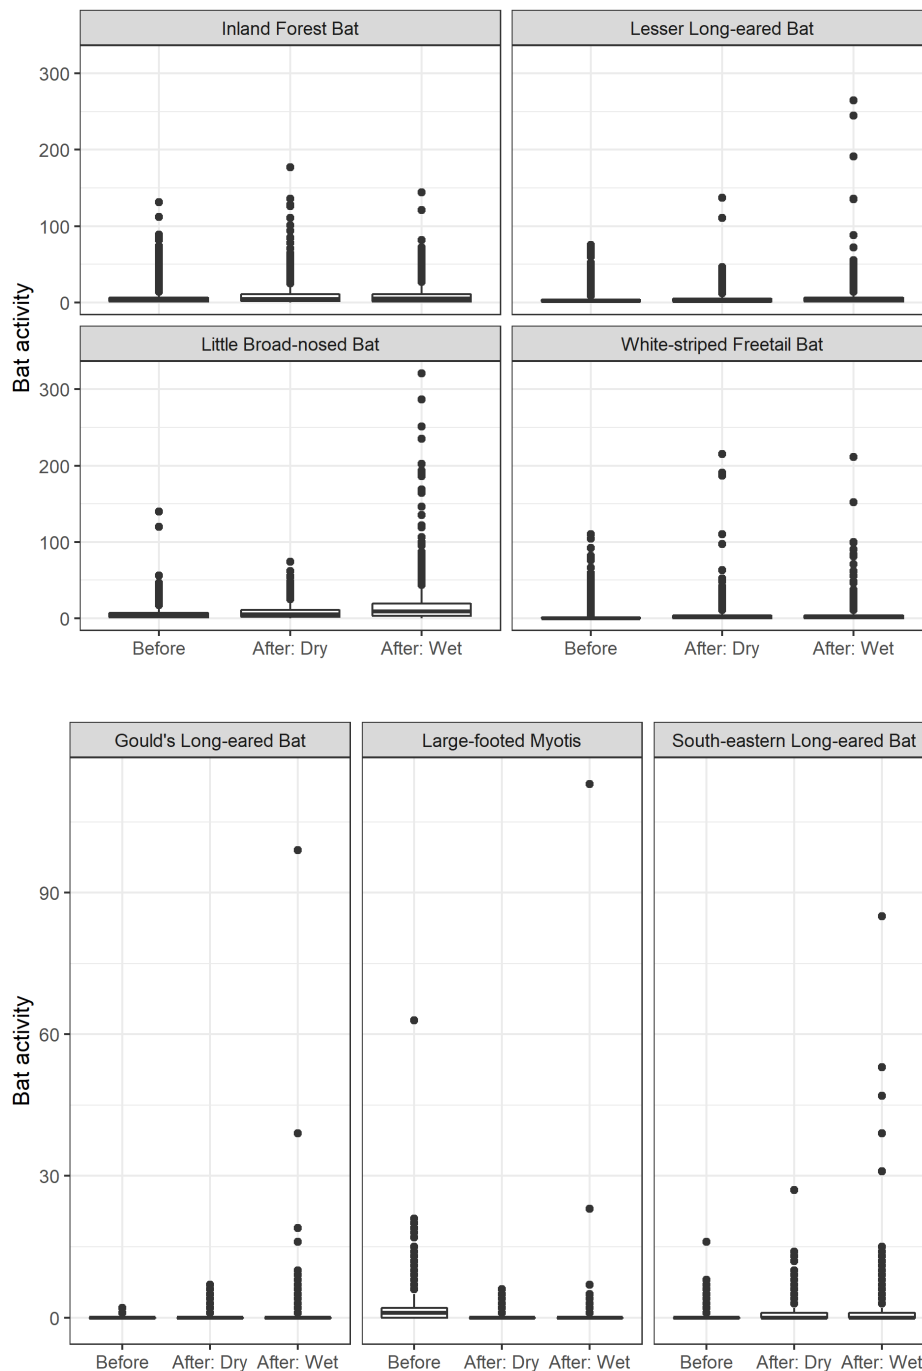 Inland Forest Bat
Lesser Long-eared Bat
300
200
100
0
Little Broad-nosed Bat
White-striped Freetail Bat
Bat activity
300
200
100
0
Before
After: Dry
After: Wet
Before
After: Dry
After: Wet
Gould's Long-eared Bat
Large-footed Myotis
South-eastern Long-eared Bat
90
60
30
0
Bat activity
Before
After: Dry
After: Wet
Before
After: Dry
After: Wet
Before
After: Dry
After: Wet